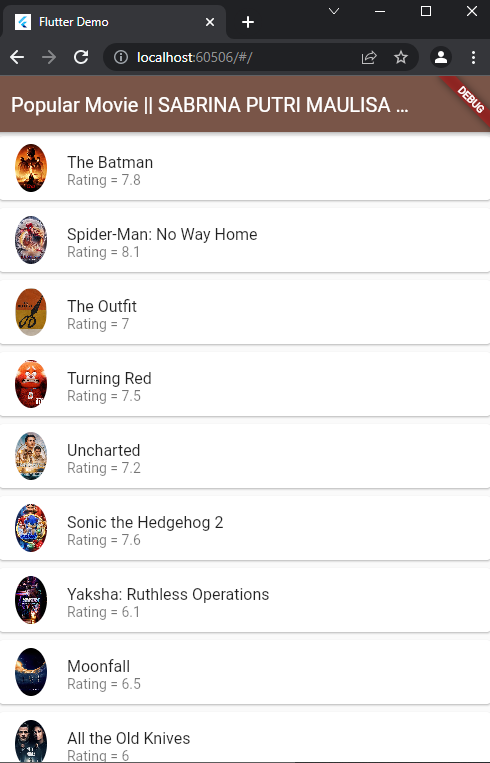 Flutter Demo
localhost:60506/#/
Popular Movie || SABRINA PUTRI MAULISA ...
DEBUG
The Batman
Rating = 7.8
Spider-Man: No Way Home
Rating = 8.1
The Outfit
Rating = 7
Turning Red
Rating = 7.5
Uncharted
Rating = 7.2
Sonic the Hedgehog 2
Rating = 7.6
Yaksha: Ruthless Operations
Rating = 6.1
Moonfall
Rating = 6.5
All the Old Knives
Rating = 6